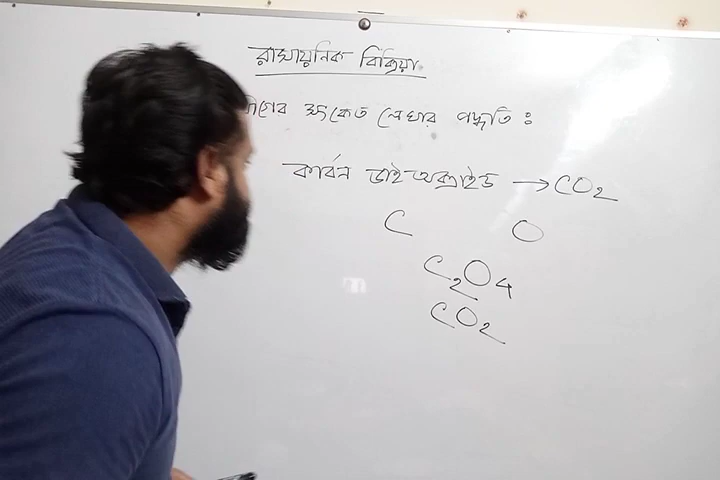 রাসায়নিক বিক্রিয়া
সংকেত লেখার পদ্ধতি :
কার্বন ডাইঅক্সাইড → CO₂
C O
C₂O₄
CO₂